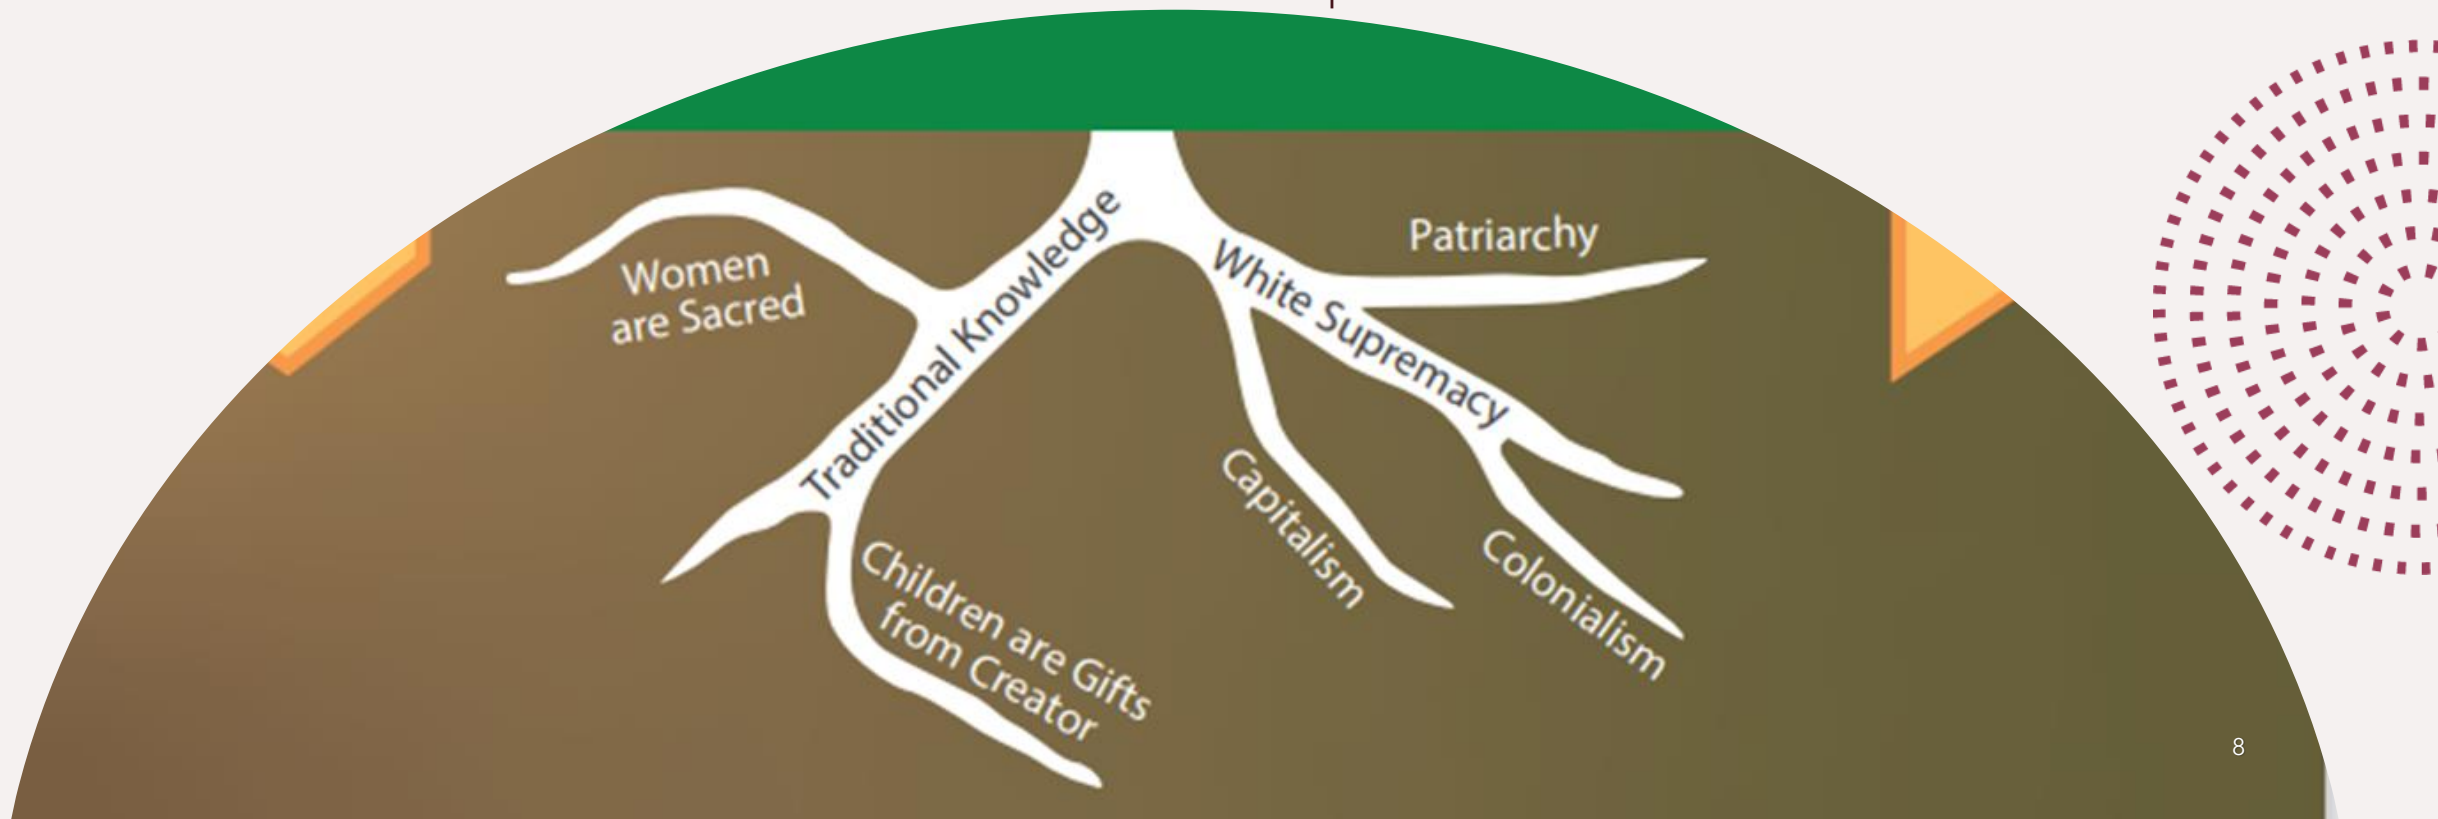 Women
are Sacred
Traditional Knowledge
Children are Gifts
from Creator
White Supremacy
Patriarchy
Capitalism
Colonialism
8